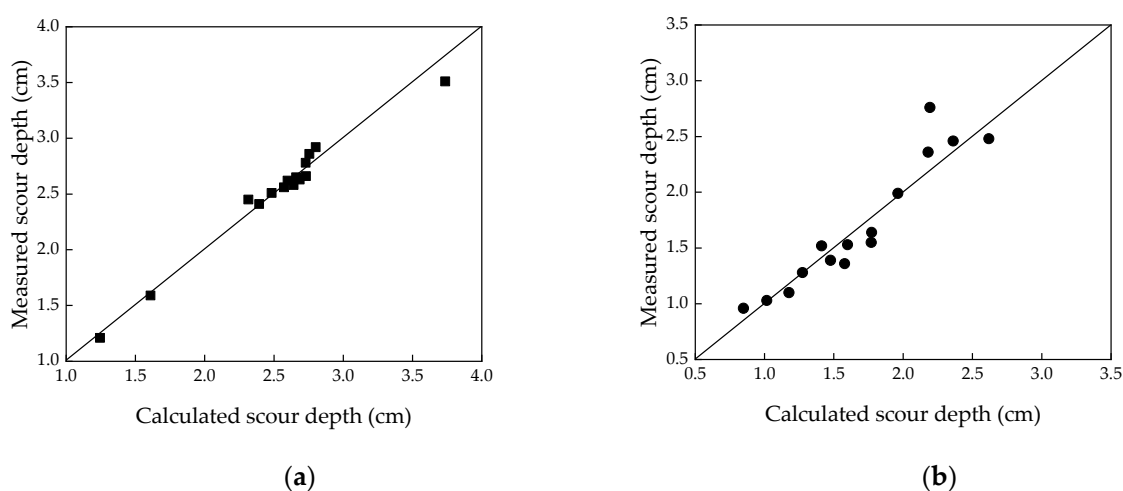 4.0
3.5
3.0
2.5
2.0
1.5
1.0
Measured scour depth (cm)
1.0 1.5 2.0 2.5 3.0 3.5 4.0
Calculated scour depth (cm)
(a)
3.5
3.0
2.5
2.0
1.5
1.0
0.5
Measured scour depth (cm)
0.5 1.0 1.5 2.0 2.5 3.0 3.5
Calculated scour depth (cm)
(b)